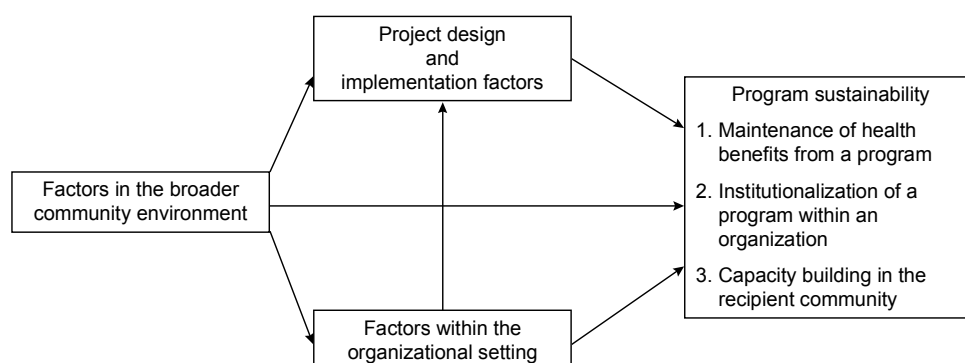 Project design
and
implementation factors
Program sustainability
1. Maintenance of health
benefits from a program
2. Institutionalization of a
program within an
organization
3. Capacity building in the
recipient community
Factors in the broader
community environment
Factors within the
organizational setting